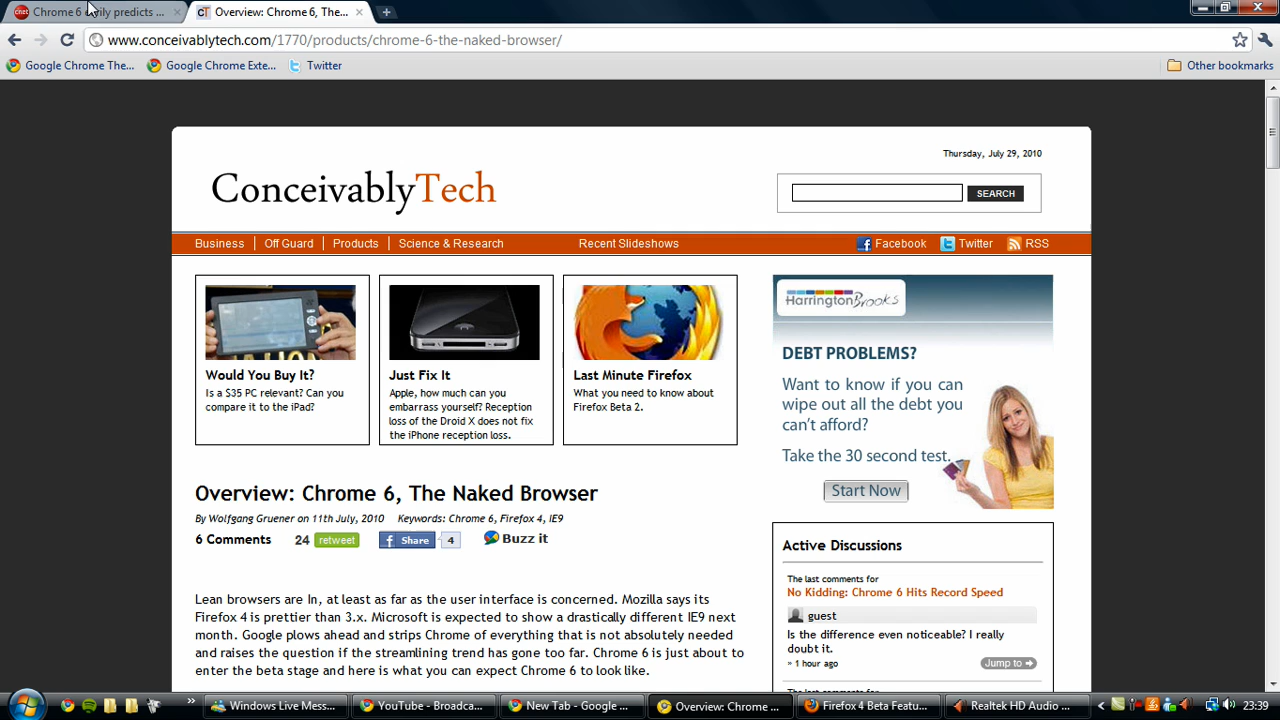 Chrome 6 predicts ...
Overview: Chrome 6, The...
www.conceivablytech.com/1770/products/chrome-6-the-naked-browser/
Google Chrome The...
Google Chrome Exte...
Twitter
Other bookmarks
Thursday, July 29, 2010
ConceivablyTech
SEARCH
Business
Off Guard
Products
Science & Research
Recent Slideshows
Facebook
Twitter
RSS
Would You Buy It?
Is a $35 PC relevant? Can you
compare it to the iPad?
Just Fix It
Apple, how much can you
embarrass yourself? Reception
loss of the Droid X does not fix
the iPhone reception loss.
Last Minute Firefox
What you need to know about
Firefox Beta 2.
Harrington Brooks
DEBT PROBLEMS?
Want to know if you can
wipe out all the debt you
can't afford?
Take the 30 second test.
Start Now
Overview: Chrome 6, The Naked Browser
By Wolfgang Gruener on 11th July, 2010 Keywords: Chrome 6, Firefox 4, IE9
6 Comments
24 retweet
Share 4
Buzz it
Lean browsers are In, at least as far as the user interface is concerned. Mozilla says its
Firefox 4 is prettier than 3.x. Microsoft is expected to show a drastically different IE9 next
month. Google plows ahead and strips Chrome of everything that is not absolutely needed
and raises the question if the streamlining trend has gone too far. Chrome 6 is just about to
enter the beta stage and here is what you can expect Chrome 6 to look like.
Active Discussions
The last comments for
No Kidding: Chrome 6 Hits Record Speed
guest
Is the difference even noticeable? I really
doubt it.
» 1 hour ago
Jump to
The last comments for
Windows Live Mess...
YouTube - Broadca...
New Tab - Google ...
Overview: Chrome ...
Firefox 4 Beta Featu...
Realtek HD Audio ...
23:39